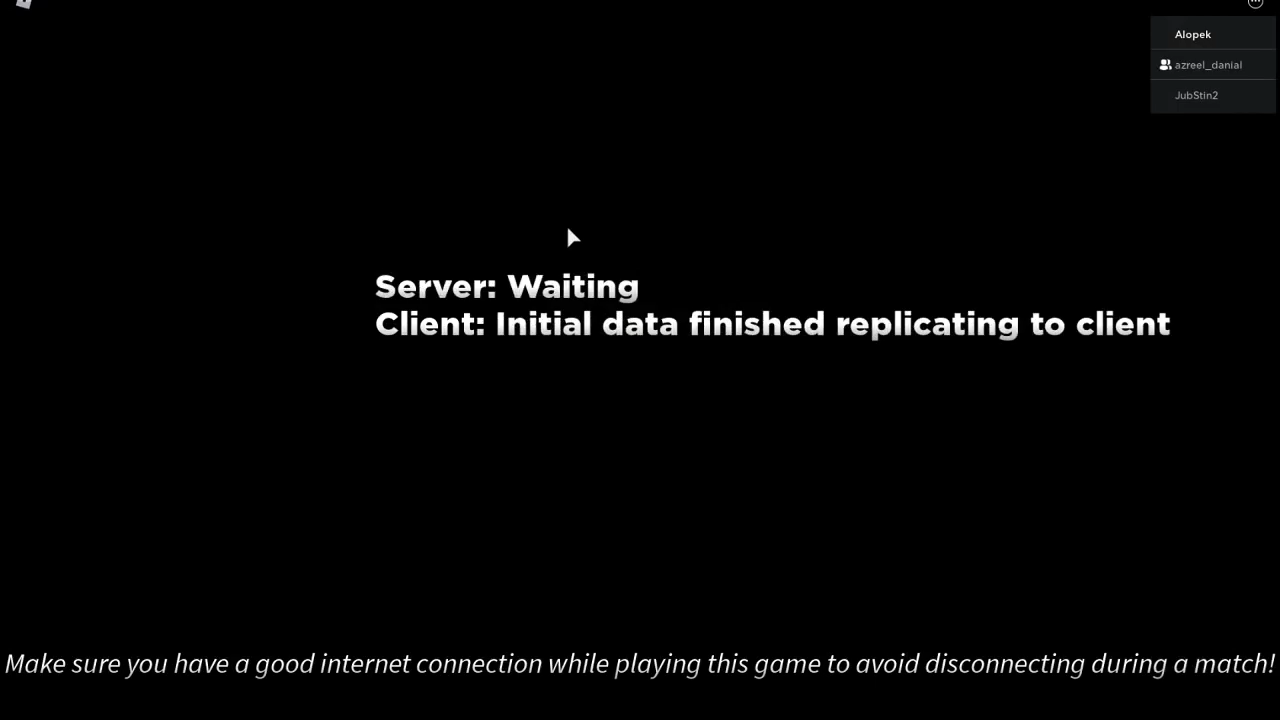 Alopek
azreel_danial
JubStin2
Server: Waiting
Client: Initial data finished replicating to client
Make sure you have a good internet connection while playing this game to avoid disconnecting during a match!